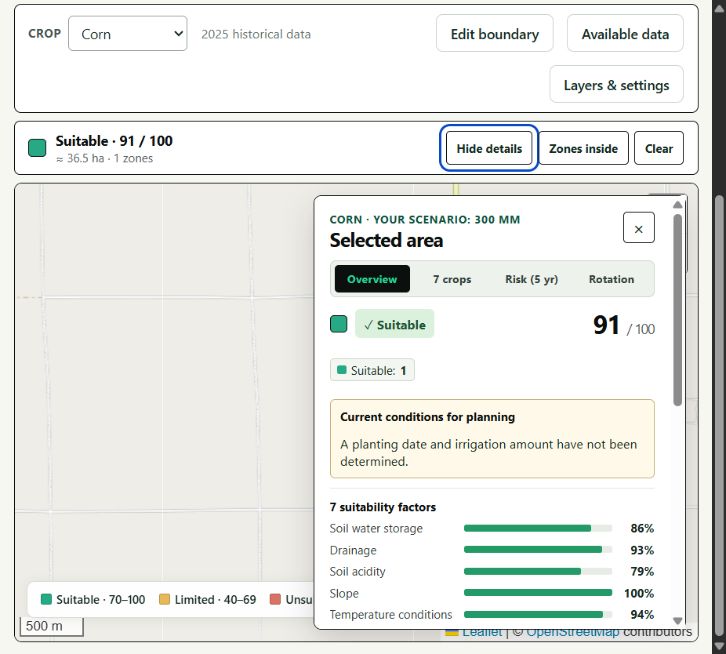 CROP Corn 2025 historical data Edit boundary Available data
Layers & settings
Suitable · 91 / 100
≈ 36.5 ha · 1 zones
Hide details Zones inside Clear
CORN · YOUR SCENARIO: 300 MM
Selected area
×
Overview 7 crops Risk (5 yr) Rotation
✓ Suitable 91 / 100
Suitable: 1
Current conditions for planning
A planting date and irrigation amount have not been
determined.
7 suitability factors
Soil water storage 86%
Drainage 93%
Soil acidity 79%
Slope 100%
Temperature conditions 94%
Suitable · 70–100 Limited · 40–69
500 m
Leaflet | © OpenStreetMap contributors